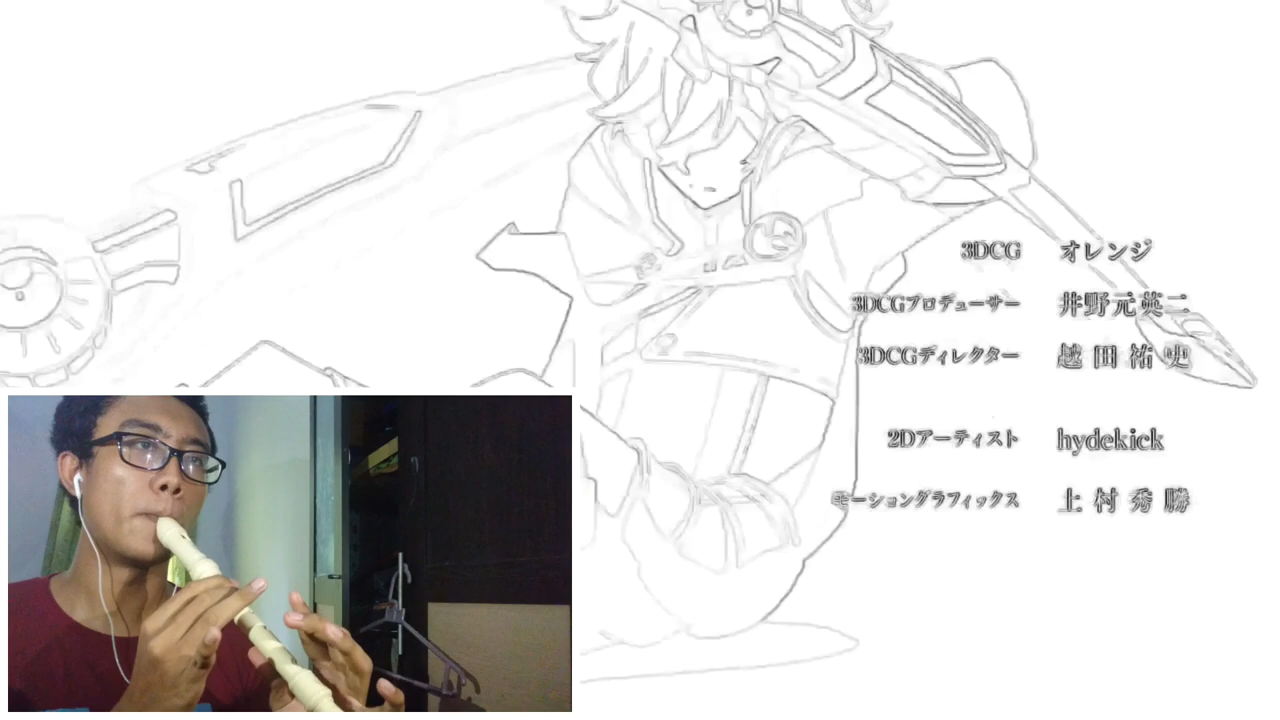 3DCG オレンジ
3DCGプロデューサー 井野元英二
3DCGディレクター 越田祐史
2Dアーティスト hydekick
モーショングラフィックス 上村秀勝